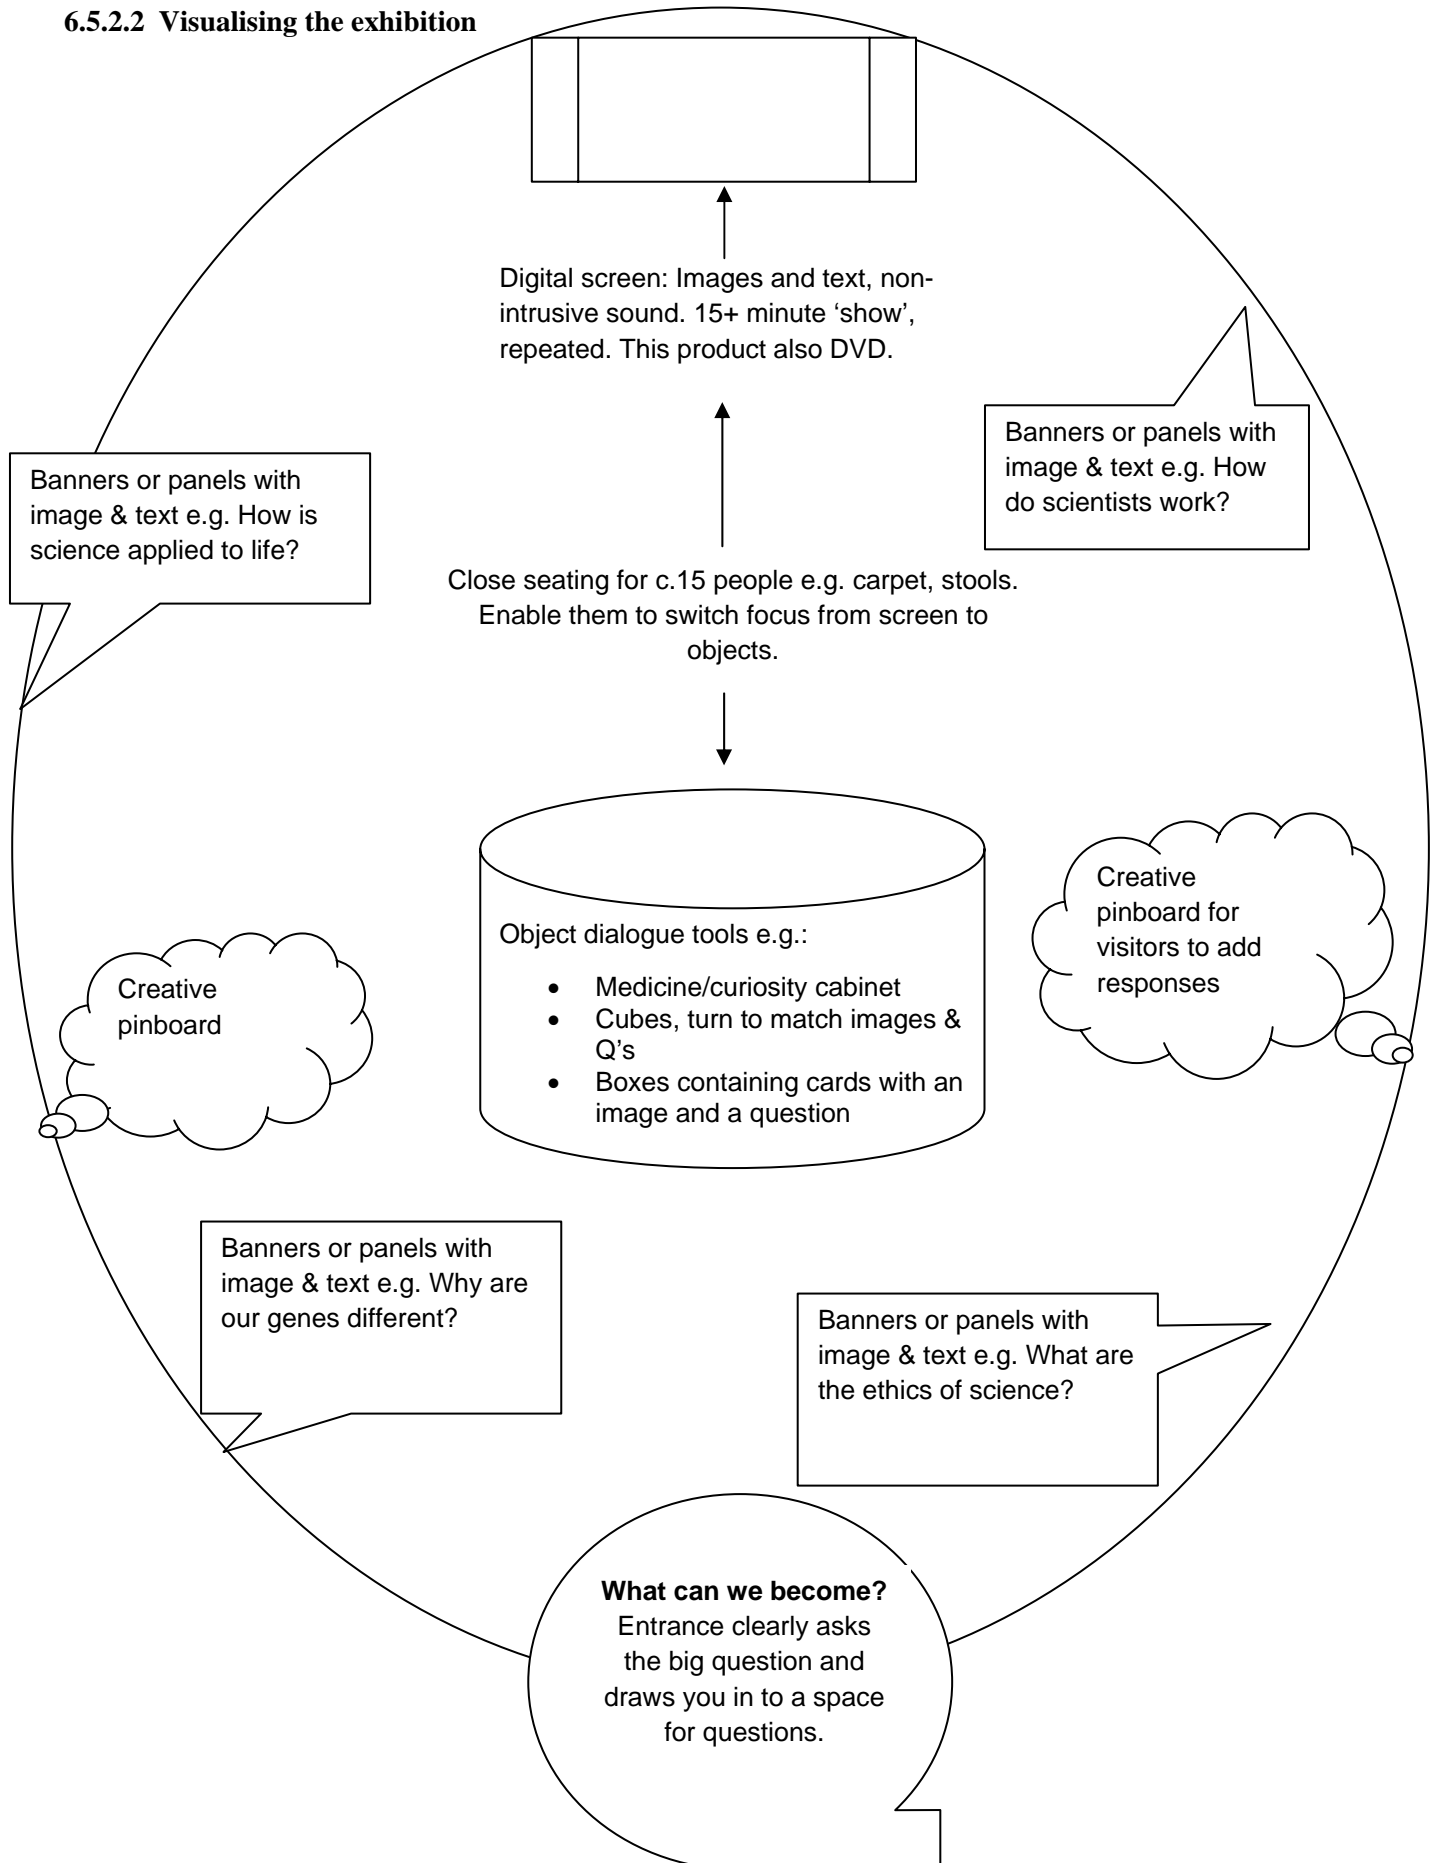 6.5.2.2 Visualising the exhibition
Digital screen: Images and text, non-
intrusive sound. 15+ minute ‘show’,
repeated. This product also DVD.
Banners or panels with
image & text e.g. How
do scientists work?
Banners or panels with
image & text e.g. How is
science applied to life?
Close seating for c.15 people e.g. carpet, stools.
Enable them to switch focus from screen to
objects.
Creative
pinboard for
visitors to add
responses
Object dialogue tools e.g.:
• Medicine/curiosity cabinet
• Cubes, turn to match images &
Q’s
• Boxes containing cards with an
image and a question
Creative
pinboard
Banners or panels with
image & text e.g. Why are
our genes different?
Banners or panels with
image & text e.g. What are
the ethics of science?
What can we become?
Entrance clearly asks
the big question and
draws you in to a space
for questions.